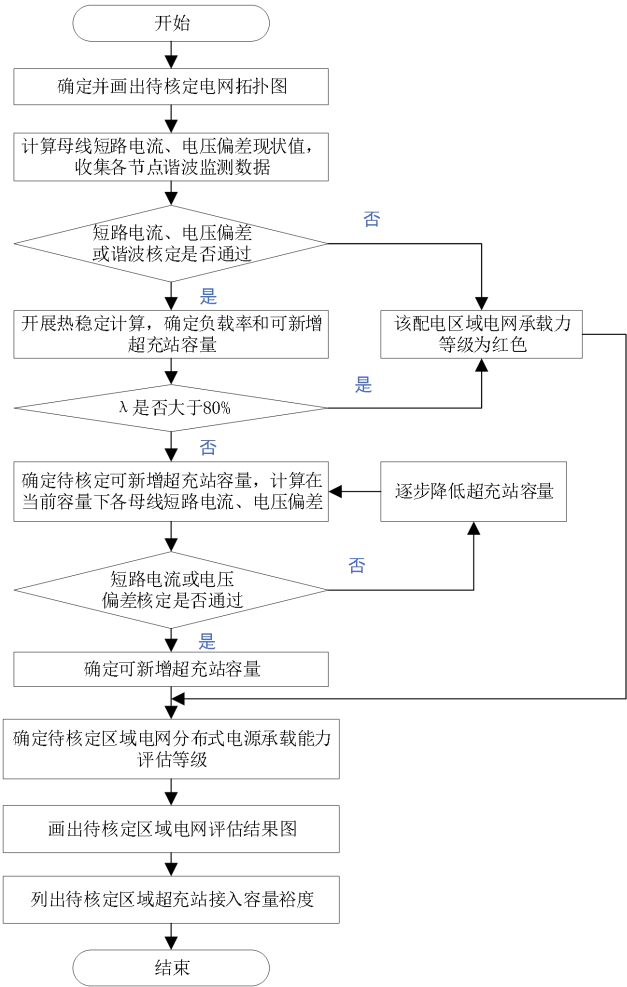 开始
确定并画出待核定电网拓扑图
计算母线短路电流、电压偏差现状值，
收集各节点谐波监测数据
短路电流、电压偏差
或谐波核定是否通过
否
是
开展热稳定计算，确定负载率和可新增
超充站容量
该配电区域电网承载力
等级为红色
λ是否大于80%
是
否
确定待核定可新增超充站容量，计算在
当前容量下各母线短路电流、电压偏差
逐步降低超充站容量
短路电流或电压
偏差核定是否通过
否
是
确定可新增超充站容量
确定待核定区域电网分布式电源承载能力
评估等级
画出待核定区域电网评估结果图
列出待核定区域超充站接入容量裕度
结束